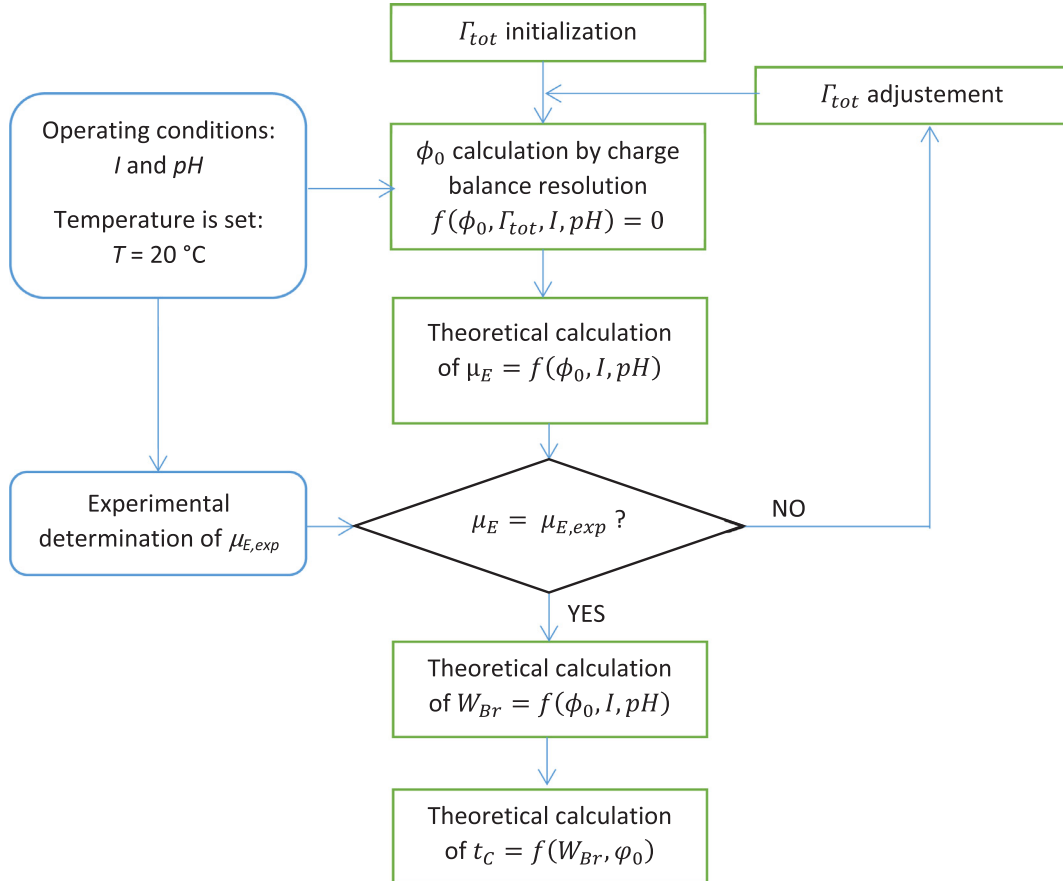 Γtot initialization
Γtot adjustement
Operating conditions:
I and pH
Temperature is set:
T = 20 °C
ϕ0 calculation by charge
balance resolution
f(ϕ0, Γtot, I, pH) = 0
Theoretical calculation
of μE = f(ϕ0, I, pH)
Experimental
determination of μE,exp
μE = μE,exp ?
NO
YES
Theoretical calculation
of WBr = f(ϕ0, I, pH)
Theoretical calculation
of tC = f(WBr, φ0)